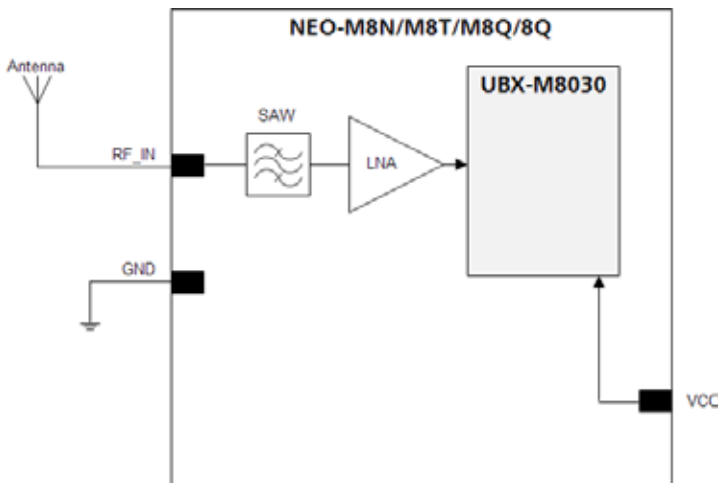 NEO-M8N/M8T/M8Q/8Q
Antenna
UBX-M8030
SAW
RF_IN
LNA
GND
VCC